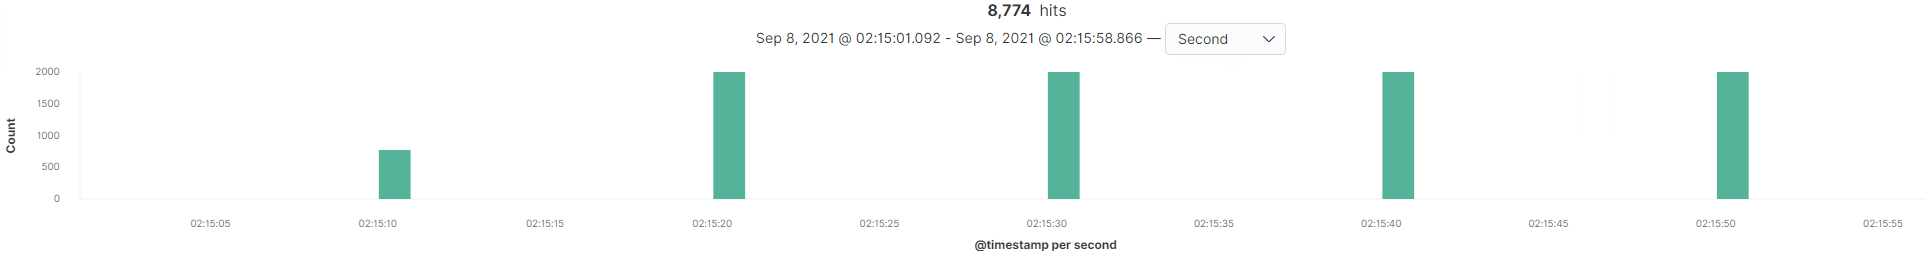 8,774 hits
Sep 8, 2021 @ 02:15:01.092 - Sep 8, 2021 @ 02:15:58.866 — Second
2000
1500
1000
500
0
Count
02:15:05 02:15:10 02:15:15 02:15:20 02:15:25 02:15:30 02:15:35 02:15:40 02:15:45 02:15:50 02:15:55
@timestamp per second